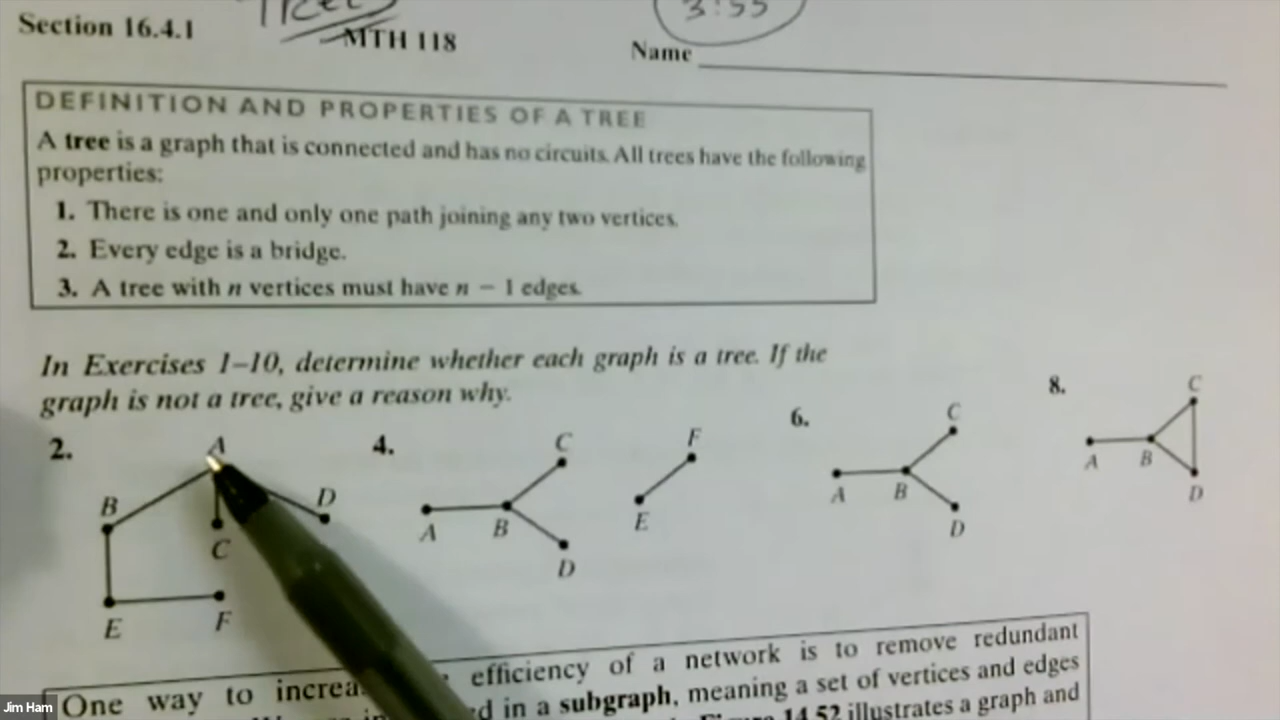 Section 16.4.1
Trees
MTH 118
3:55
Name
DEFINITION AND PROPERTIES OF A TREE
A tree is a graph that is connected and has no circuits. All trees have the following
properties:
1. There is one and only one path joining any two vertices.
2. Every edge is a bridge.
3. A tree with n vertices must have n − 1 edges.
In Exercises 1–10, determine whether each graph is a tree. If the
graph is not a tree, give a reason why.
2.
A
B
D
C
E
F
4.
C
A
B
D
F
E
6.
C
A
B
D
8.
C
A
B
D
One way to increa
efficiency of a network is to remove redundant
d in a subgraph, meaning a set of vertices and edges
14.52 illustrates a graph and
Jim Ham